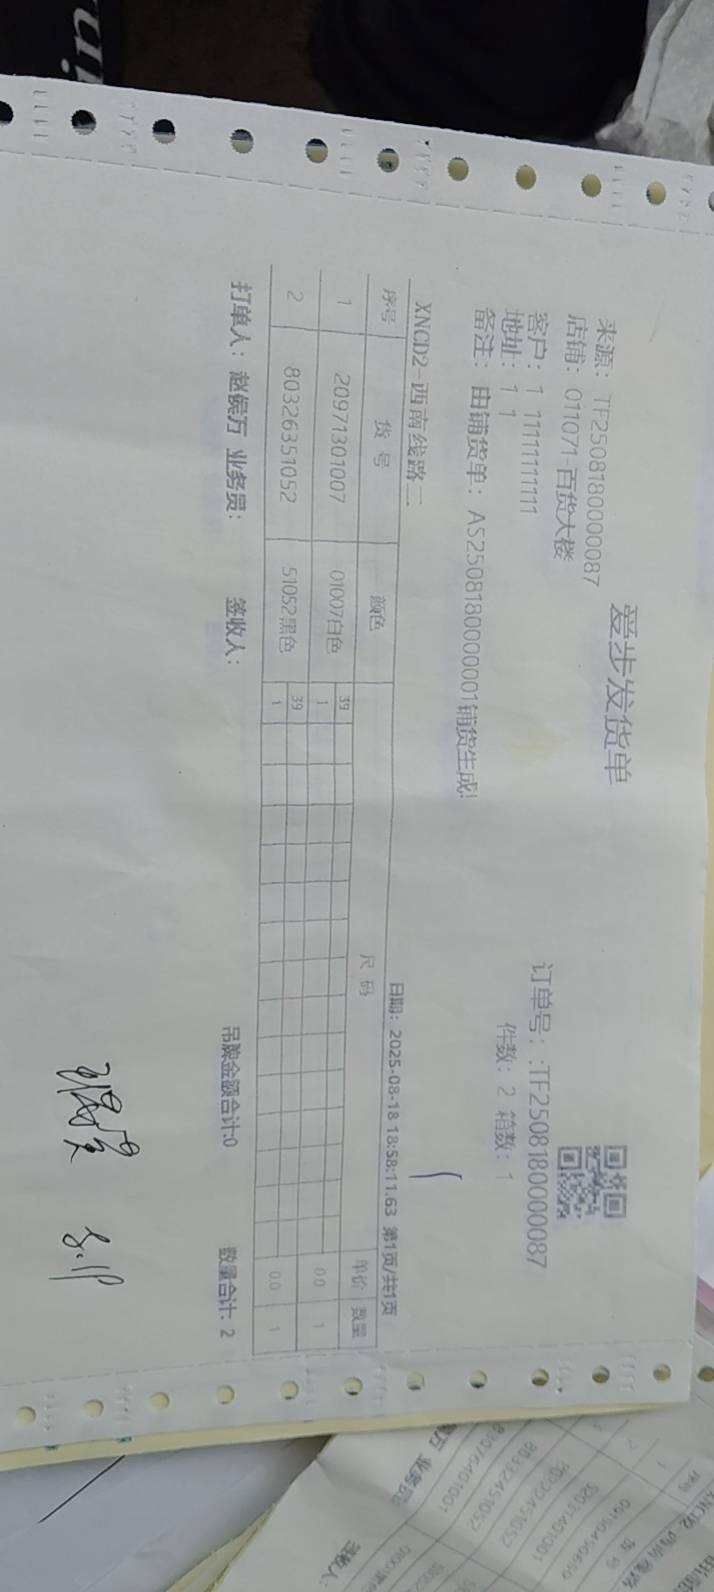 爱步发货单
来源：TF2508180000087
店铺：011071-百货大楼
订单号：:TF2508180000087
客户：1 11111111111
件数：2 箱数：1
地址：1 1
备注：由铺货单：AS2508180000001铺货生成!
XNCD2-西南线路二 日期：2025-08-18 18:58:11.63 第1页/共1页
序号 货 号 颜色 尺 码 单价 数量
1 20971301007 01007白色 39 0.0 1
1
2 80326351052 51052黑色 39 0.0 1
1
打单人：赵侯万 业务员： 签收人： 吊牌金额合计:0 数量合计: 2
8.19
in